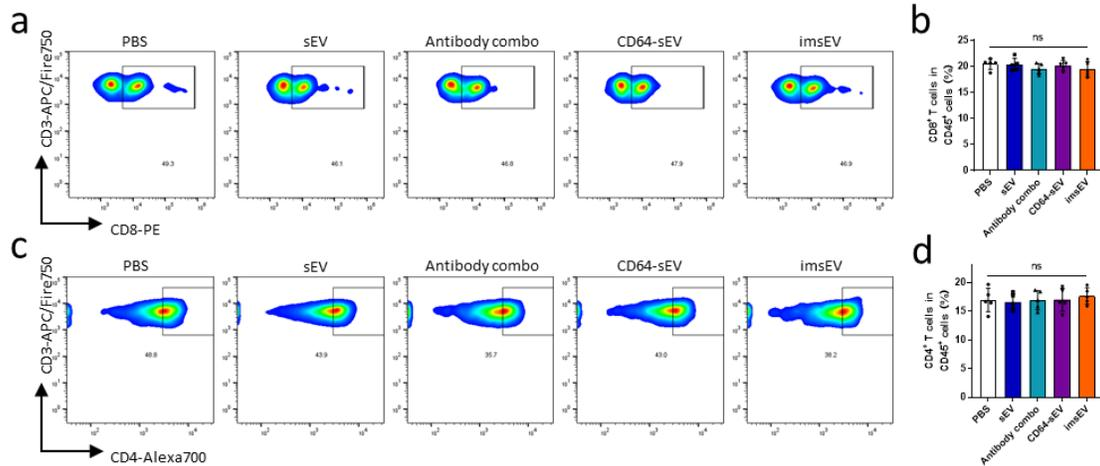 a
PBS
sEV
Antibody combo
CD64-sEV
imsEV
CD3-APC/Fire750
49.3
46.1
46.8
47.9
46.9
CD8-PE
b
CD8+ T cells in
CD45+ cells (%)
25
20
15
10
5
0
ns
PBS
sEV
Antibody combo
CD64-sEV
imsEV
c
PBS
sEV
Antibody combo
CD64-sEV
imsEV
CD3-APC/Fire750
48.8
43.9
35.7
43.0
38.2
CD4-Alexa700
d
CD4+ T cells in
CD45+ cells (%)
20
15
10
5
0
ns
PBS
sEV
Antibody combo
CD64-sEV
imsEV